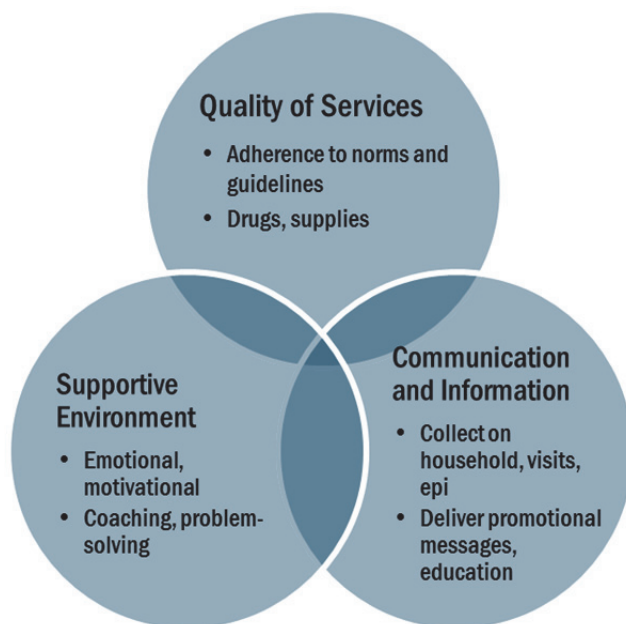 Quality of Services
• Adherence to norms and
guidelines
• Drugs, supplies
Supportive
Environment
• Emotional,
motivational
• Coaching, problem-
solving
Communication
and Information
• Collect on
household, visits,
epi
• Deliver promotional
messages,
education